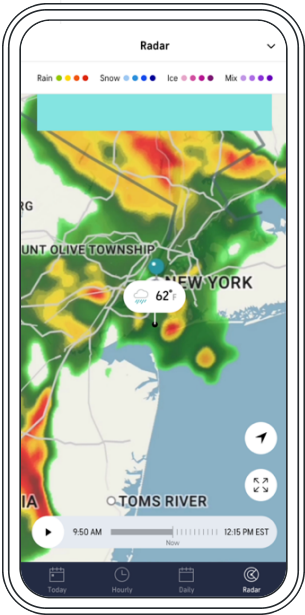 Radar
Rain Snow Ice Mix
RG
UNT OLIVE TOWNSHIP
NEW YORK
62°F
TOMS RIVER
IA
9:50 AM 12:15 PM EST
Now
Today Hourly Daily Radar